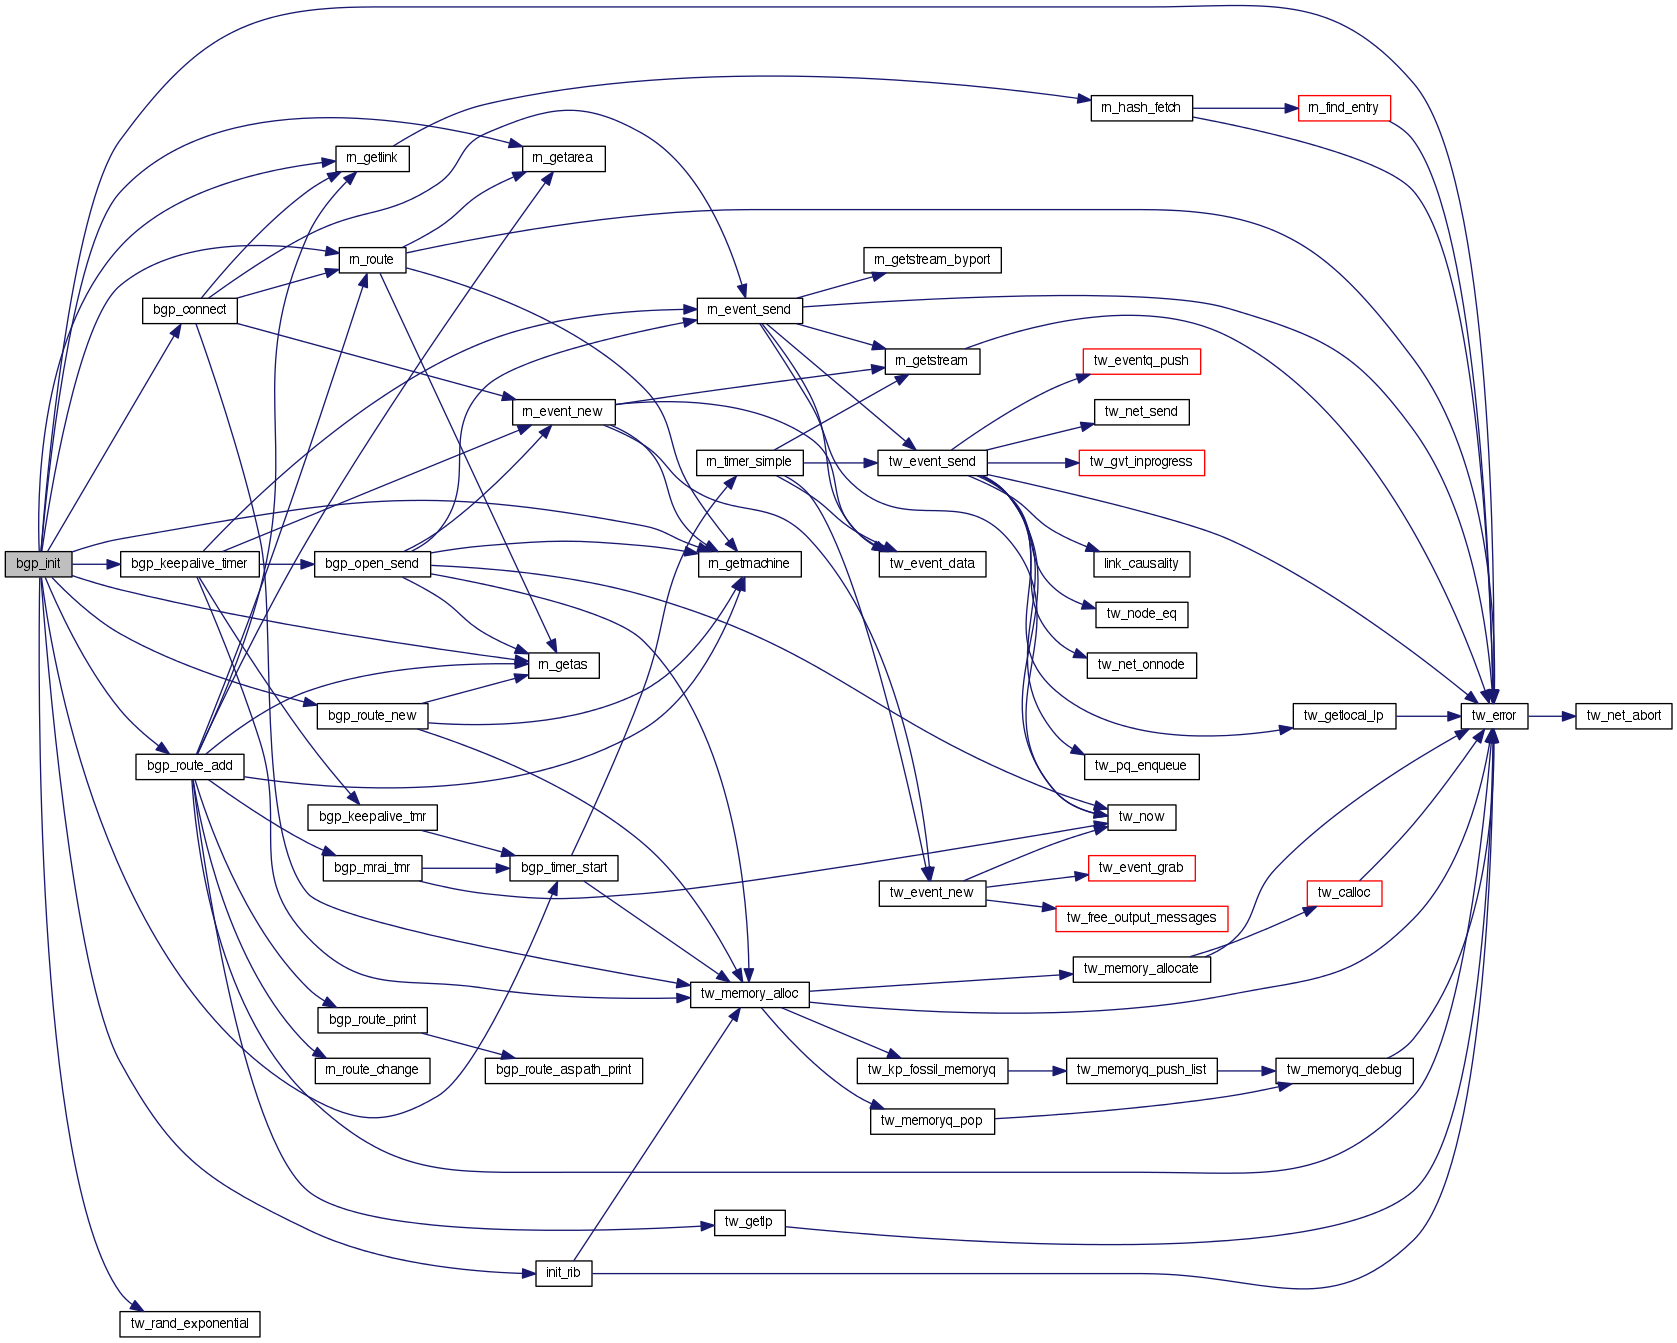 rn_hash_fetch
rn_find_entry
rn_getlink
rn_getarea
rn_route
rn_getstream_byport
bgp_connect
rn_event_send
rn_getstream
tw_eventq_push
rn_event_new
tw_net_send
rn_timer_simple
tw_event_send
tw_gvt_inprogress
bgp_init
bgp_keepalive_timer
bgp_open_send
rn_getmachine
tw_event_data
link_causality
tw_node_eq
rn_getas
tw_net_onnode
bgp_route_new
tw_getlocal_lp
tw_error
tw_net_abort
bgp_route_add
tw_pq_enqueue
bgp_keepalive_tmr
tw_now
bgp_mrai_tmr
bgp_timer_start
tw_event_grab
tw_event_new
tw_calloc
tw_free_output_messages
tw_memory_allocate
tw_memory_alloc
bgp_route_print
rn_route_change
bgp_route_aspath_print
tw_kp_fossil_memoryq
tw_memoryq_push_list
tw_memoryq_debug
tw_memoryq_pop
tw_getlp
init_rib
tw_rand_exponential